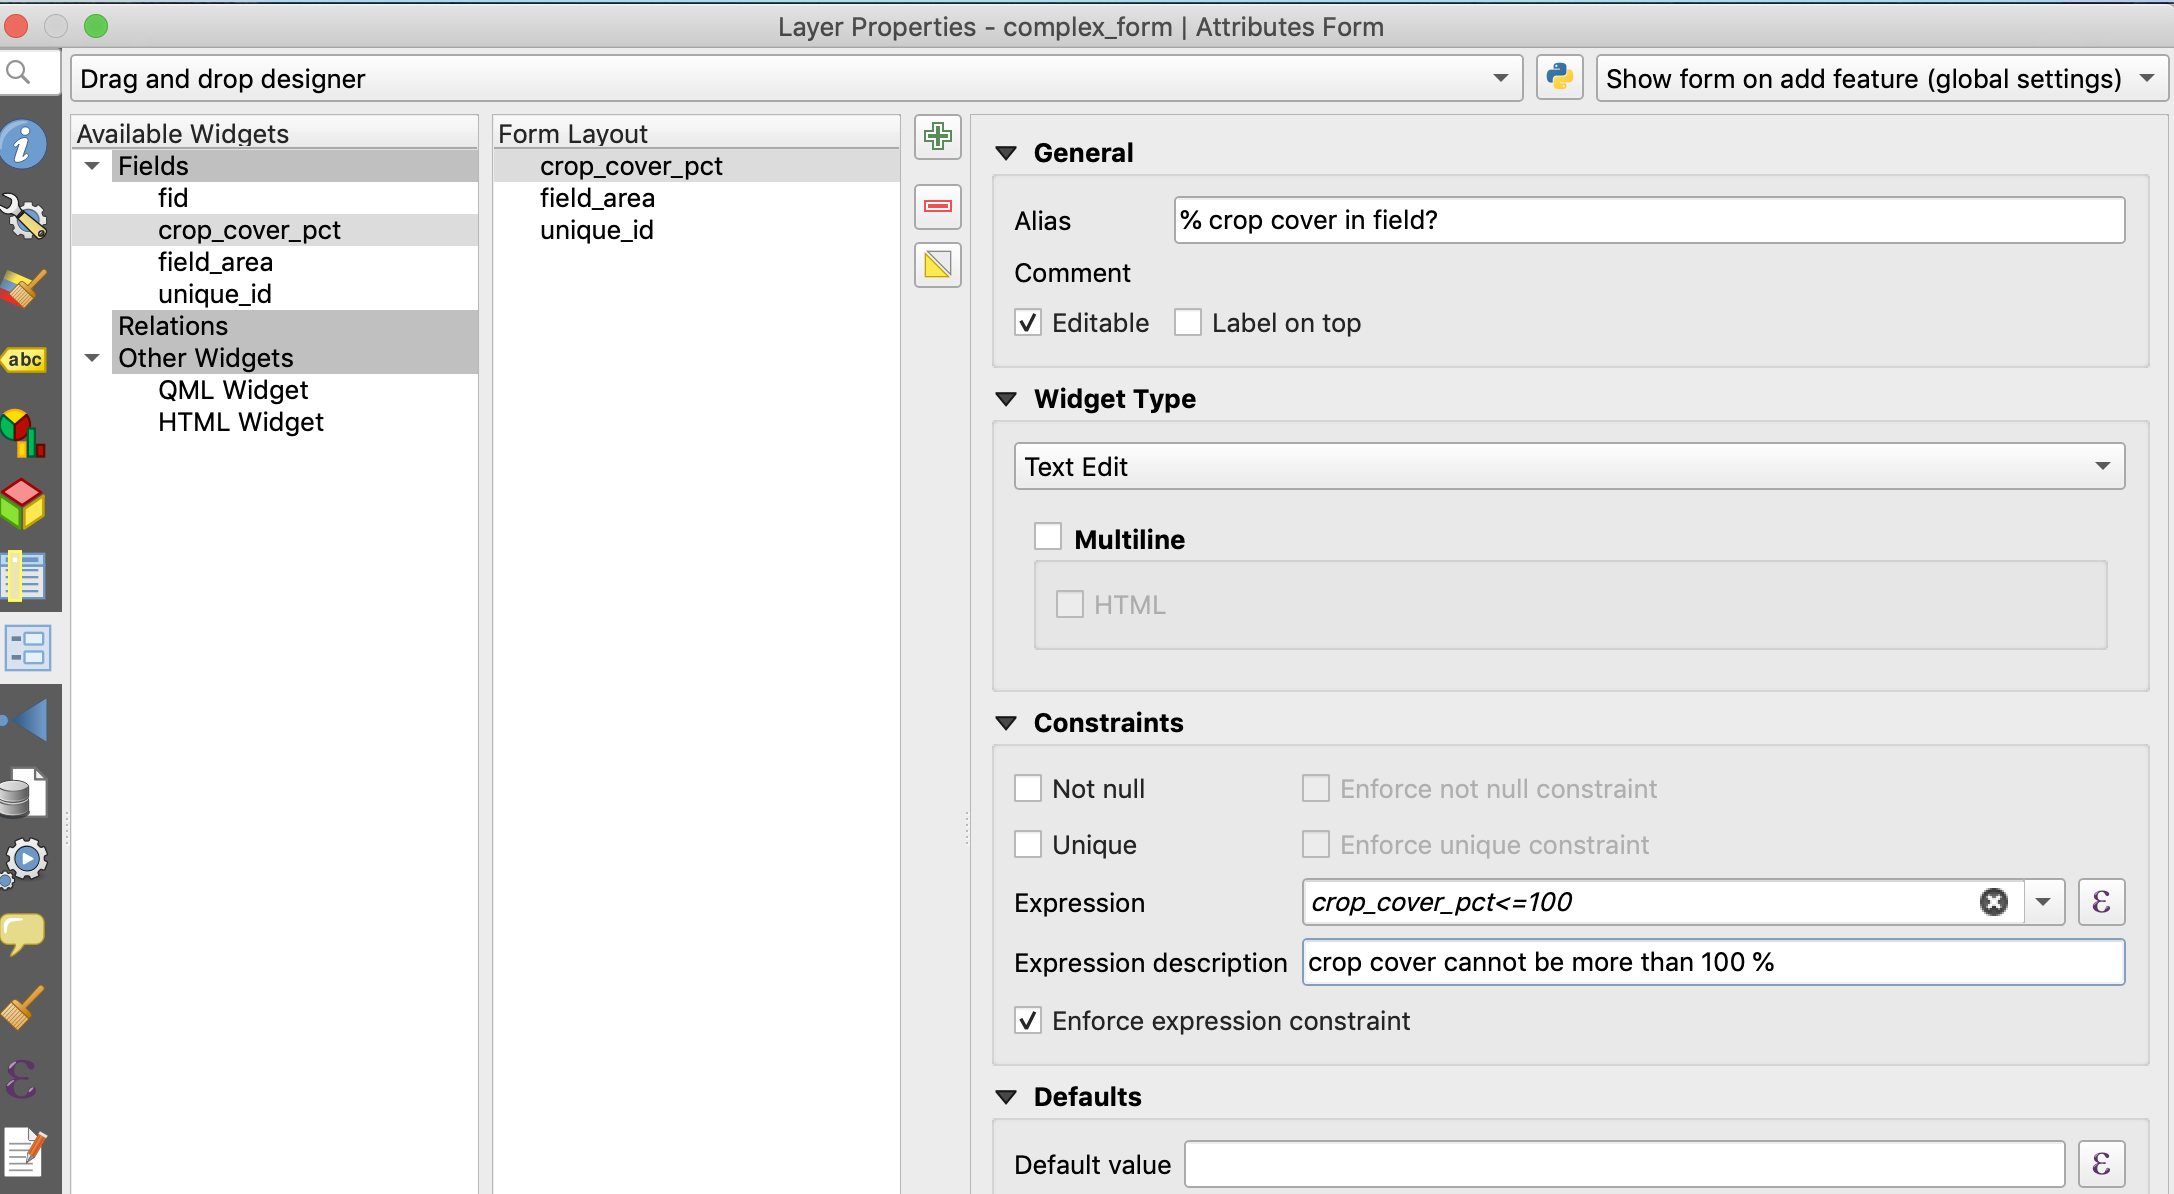 Layer Properties - complex_form | Attributes Form
Drag and drop designer
Show form on add feature (global settings)
Available Widgets
Fields
fid
crop_cover_pct
field_area
unique_id
Relations
Other Widgets
QML Widget
HTML Widget
Form Layout
crop_cover_pct
field_area
unique_id
abc
General
Alias % crop cover in field?
Comment
Editable Label on top
Widget Type
Text Edit
Multiline
HTML
Constraints
Not null Enforce not null constraint
Unique Enforce unique constraint
Expression crop_cover_pct<=100 ε
Expression description crop cover cannot be more than 100 %
Enforce expression constraint
Defaults
Default value ε